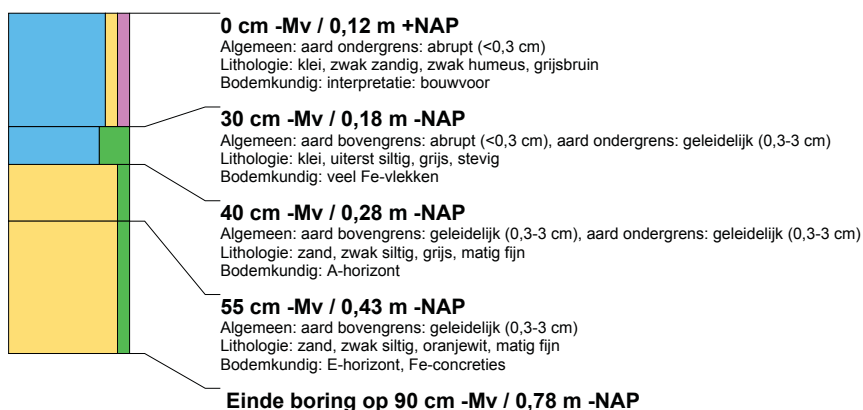 0 cm -Mv / 0,12 m +NAP
Algemeen: aard ondergrens: abrupt (<0,3 cm)
Lithologie: klei, zwak zandig, zwak humeus, grijsbruin
Bodemkundig: interpretatie: bouwvoor
30 cm -Mv / 0,18 m -NAP
Algemeen: aard bovengrens: abrupt (<0,3 cm), aard ondergrens: geleidelijk (0,3-3 cm)
Lithologie: klei, uiterst siltig, grijs, stevig
Bodemkundig: veel Fe-vlekken
40 cm -Mv / 0,28 m -NAP
Algemeen: aard bovengrens: geleidelijk (0,3-3 cm), aard ondergrens: geleidelijk (0,3-3 cm)
Lithologie: zand, zwak siltig, grijs, matig fijn
Bodemkundig: A-horizont
55 cm -Mv / 0,43 m -NAP
Algemeen: aard bovengrens: geleidelijk (0,3-3 cm)
Lithologie: zand, zwak siltig, oranjewit, matig fijn
Bodemkundig: E-horizont, Fe-concreties
Einde boring op 90 cm -Mv / 0,78 m -NAP